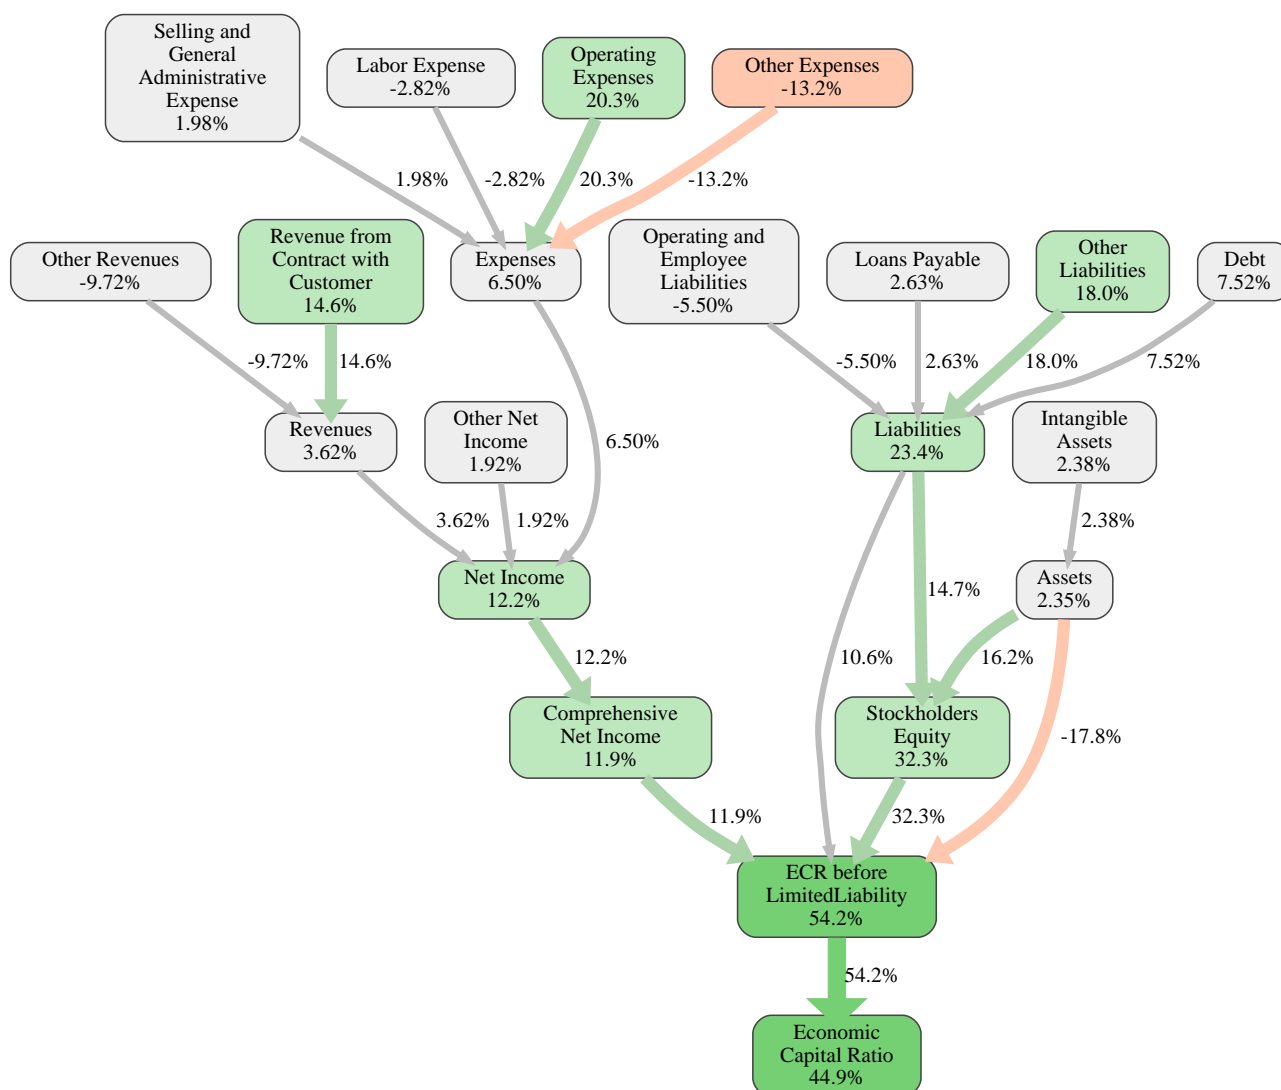 Selling and
General
Administrative
Expense
1.98%
Labor Expense
-2.82%
Operating
Expenses
20.3%
Other Expenses
-13.2%
1.98%
-2.82%
20.3%
-13.2%
Other Revenues
-9.72%
Revenue from
Contract with
Customer
14.6%
Expenses
6.50%
Operating and
Employee
Liabilities
-5.50%
Loans Payable
2.63%
Other
Liabilities
18.0%
Debt
7.52%
-9.72%
14.6%
-5.50%
2.63%
18.0%
7.52%
Revenues
3.62%
Other Net
Income
1.92%
6.50%
Liabilities
23.4%
Intangible
Assets
2.38%
3.62%
1.92%
2.38%
Net Income
12.2%
14.7%
Assets
2.35%
12.2%
10.6%
16.2%
Comprehensive
Net Income
11.9%
Stockholders
Equity
32.3%
-17.8%
11.9%
32.3%
ECR before
LimitedLiability
54.2%
54.2%
Economic
Capital Ratio
44.9%